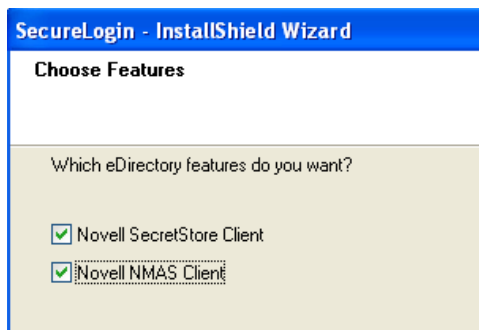 SecureLogin - InstallShield Wizard
Choose Features
Which eDirectory features do you want?
Novell SecretStore Client
Novell NMAS Client